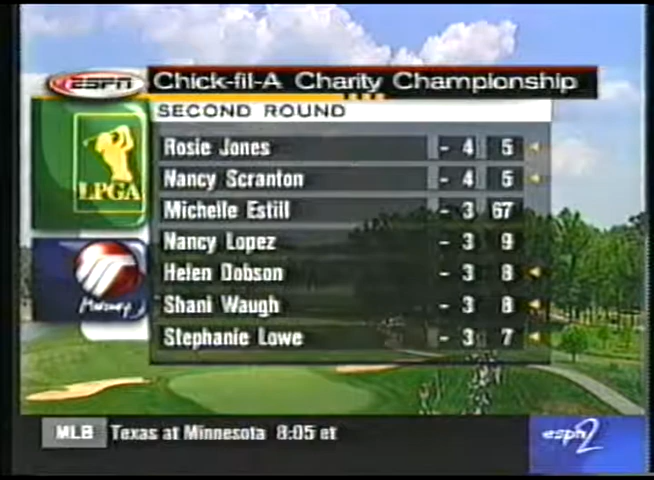 ESPN
Chick-fil-A Charity Championship
SECOND ROUND
LPGA
Mercury
Rosie Jones - 4 5
Nancy Scranton - 4 5
Michelle Estill - 3 67
Nancy Lopez - 3 9
Helen Dobson - 3 8
Shani Waugh - 3 8
Stephanie Lowe - 3 7
MLB Texas at Minnesota 8:05 et
espn2